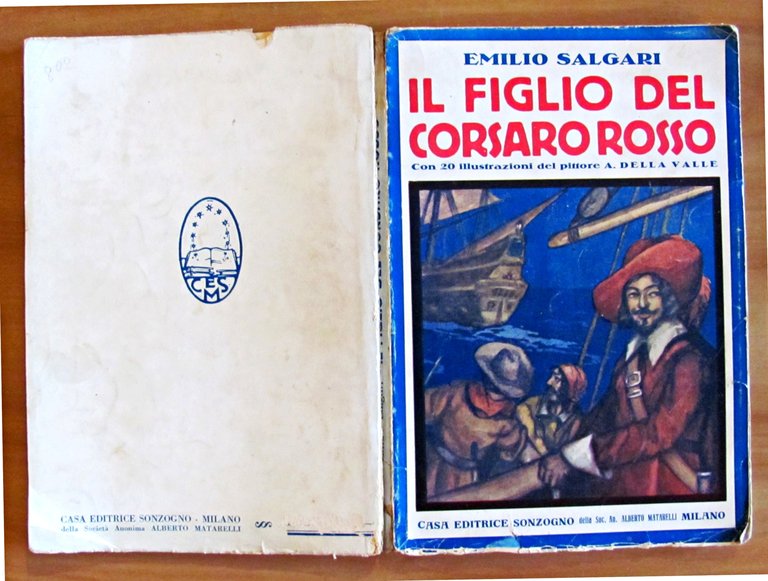 802
CESM
CASA EDITRICE SONZOGNO - MILANO
della Società Anonima ALBERTO MATARELLI
EMILIO SALGARI
IL FIGLIO DEL
CORSARO ROSSO
Con 20 illustrazioni del pittore A. DELLA VALLE
CASA EDITRICE SONZOGNO della Soc. An. ALBERTO MATARELLI MILANO